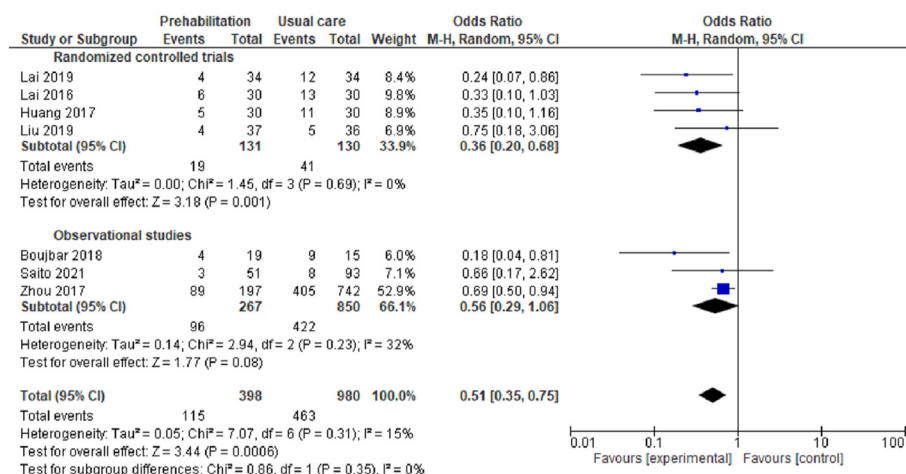 Prehabilitation Usual care Odds Ratio Odds Ratio
Study or Subgroup Events Total Events Total Weight M-H, Random, 95% CI M-H, Random, 95% CI
Randomized controlled trials
Lai 2019 4 34 12 34 8.4% 0.24 [0.07, 0.86]
Lai 2016 6 30 13 30 9.8% 0.33 [0.10, 1.03]
Huang 2017 5 30 11 30 8.9% 0.35 [0.10, 1.16]
Liu 2019 4 37 5 36 6.9% 0.75 [0.18, 3.06]
Subtotal (95% CI) 131 130 33.9% 0.36 [0.20, 0.68]
Total events 19 41
Heterogeneity: Tau² = 0.00; Chi² = 1.45, df = 3 (P = 0.69); I² = 0%
Test for overall effect: Z = 3.18 (P = 0.001)
Observational studies
Boujbar 2018 4 19 9 15 6.0% 0.18 [0.04, 0.81]
Saito 2021 3 51 8 93 7.1% 0.66 [0.17, 2.62]
Zhou 2017 89 197 405 742 52.9% 0.69 [0.50, 0.94]
Subtotal (95% CI) 267 850 66.1% 0.56 [0.29, 1.06]
Total events 96 422
Heterogeneity: Tau² = 0.14; Chi² = 2.94, df = 2 (P = 0.23); I² = 32%
Test for overall effect: Z = 1.77 (P = 0.08)
Total (95% CI) 398 980 100.0% 0.51 [0.35, 0.75]
Total events 115 463
Heterogeneity: Tau² = 0.05; Chi² = 7.07, df = 6 (P = 0.31); I² = 15%
Test for overall effect: Z = 3.44 (P = 0.0006)
Test for subgroup differences: Chi² = 0.86, df = 1 (P = 0.35), I² = 0%
0.01 0.1 1 10 100
Favours [experimental] Favours [control]